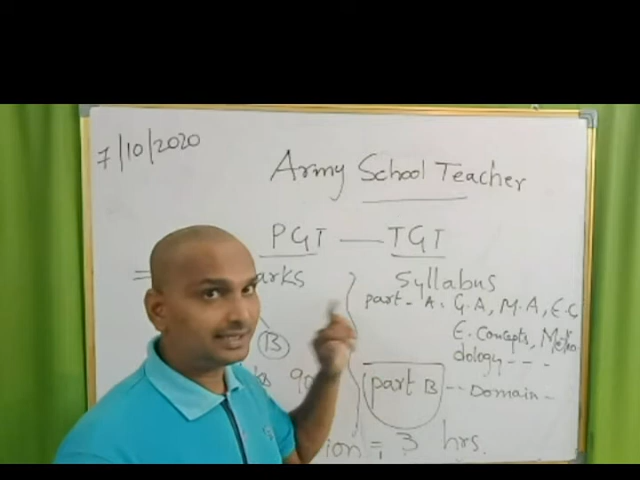 7/10/2020
Army School Teacher
PGT — TGT
arks
Syllabus
part - A. G.A, M.A, E.C
E. Concepts, Metho
dology - - -
B
90
part B -- Domain -
ion = 3 hrs.